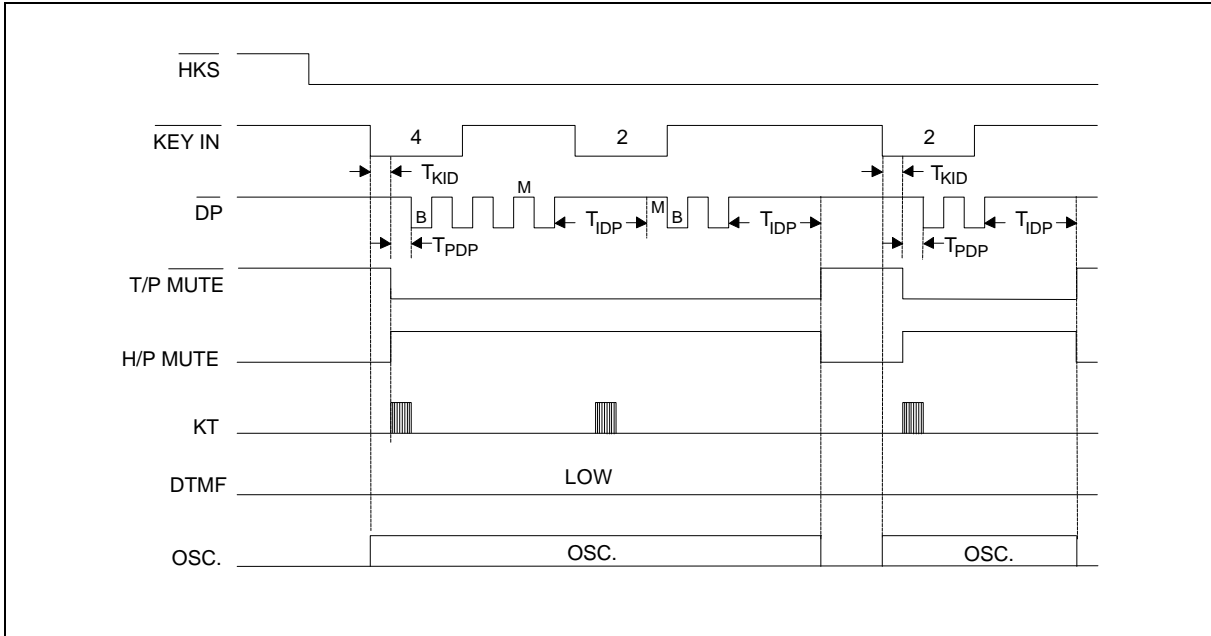 HKS
KEY IN
4
2
2
TKID
TKID
M
DP
B
M
B
TIDP
TIDP
TIDP
TPDP
TPDP
T/P MUTE
H/P MUTE
KT
DTMF
LOW
OSC.
OSC.
OSC.